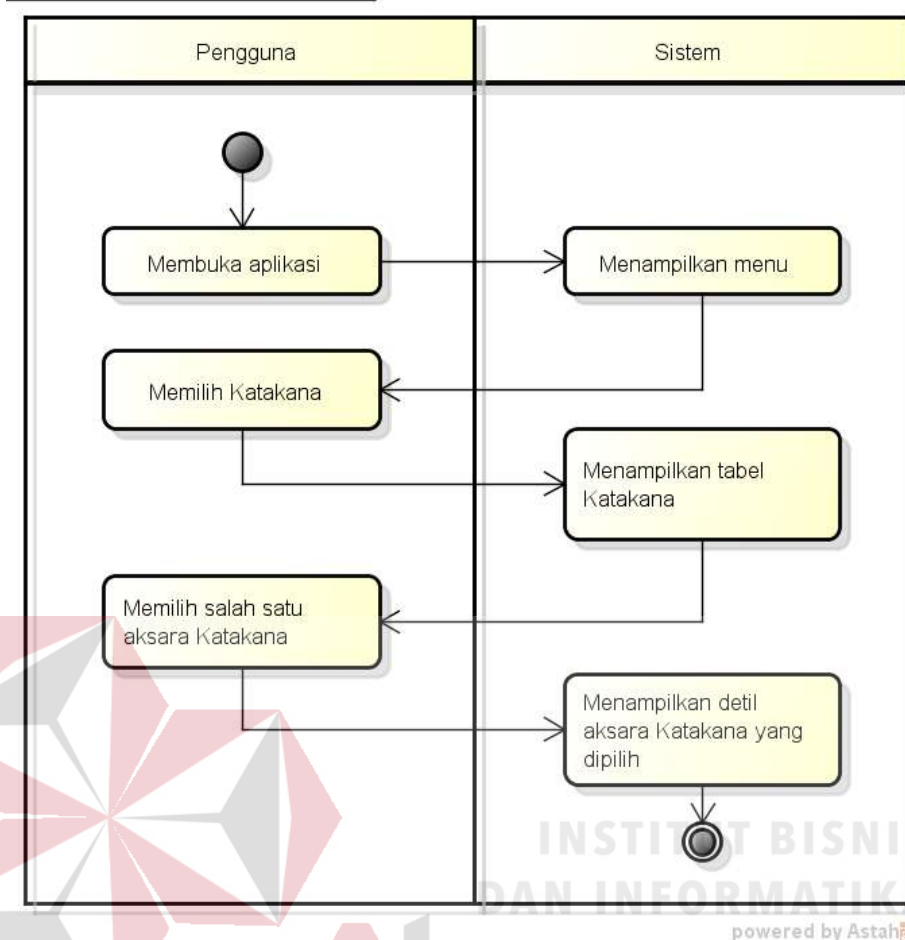 Pengguna
Sistem
Membuka aplikasi
Menampilkan menu
Memilih Katakana
Menampilkan tabel
Katakana
Memilih salah satu
aksara Katakana
Menampilkan detil
aksara Katakana yang
dipilih
BISNI
DAN INFORMATIK
powered by Astah